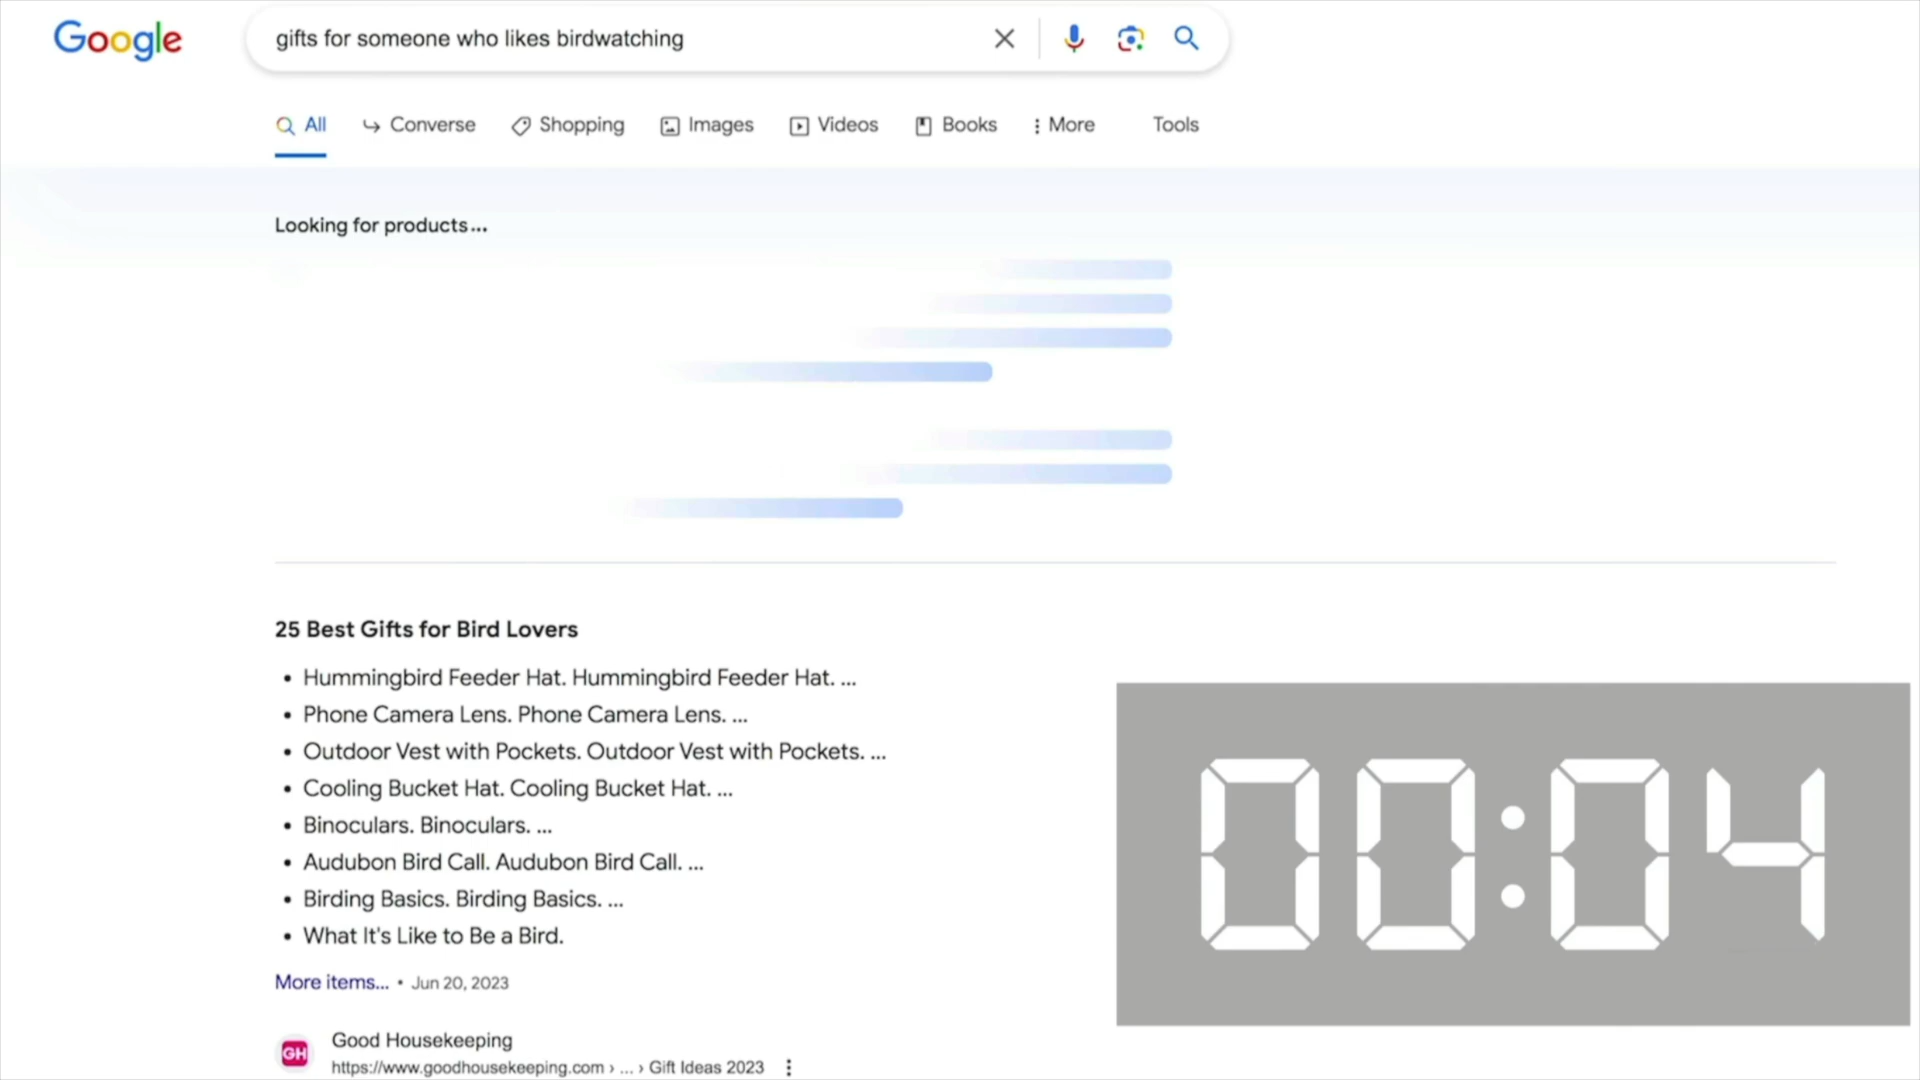 Google
gifts for someone who likes birdwatching
All
Converse
Shopping
Images
Videos
Books
More
Tools
Looking for products...
25 Best Gifts for Bird Lovers
• Hummingbird Feeder Hat. Hummingbird Feeder Hat. ...
• Phone Camera Lens. Phone Camera Lens. ...
• Outdoor Vest with Pockets. Outdoor Vest with Pockets. ...
• Cooling Bucket Hat. Cooling Bucket Hat. ...
• Binoculars. Binoculars. ...
• Audubon Bird Call. Audubon Bird Call. ...
• Birding Basics. Birding Basics. ...
• What It's Like to Be a Bird.
More items... • Jun 20, 2023
GH
Good Housekeeping
https://www.goodhousekeeping.com › ... › Gift Ideas 2023
00:04